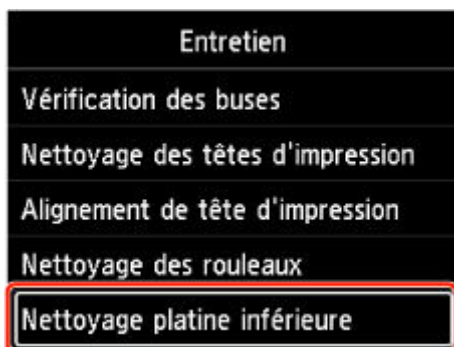 Entretien
Vérification des buses
Nettoyage des têtes d'impression
Alignement de tête d'impression
Nettoyage des rouleaux
Nettoyage platine inférieure